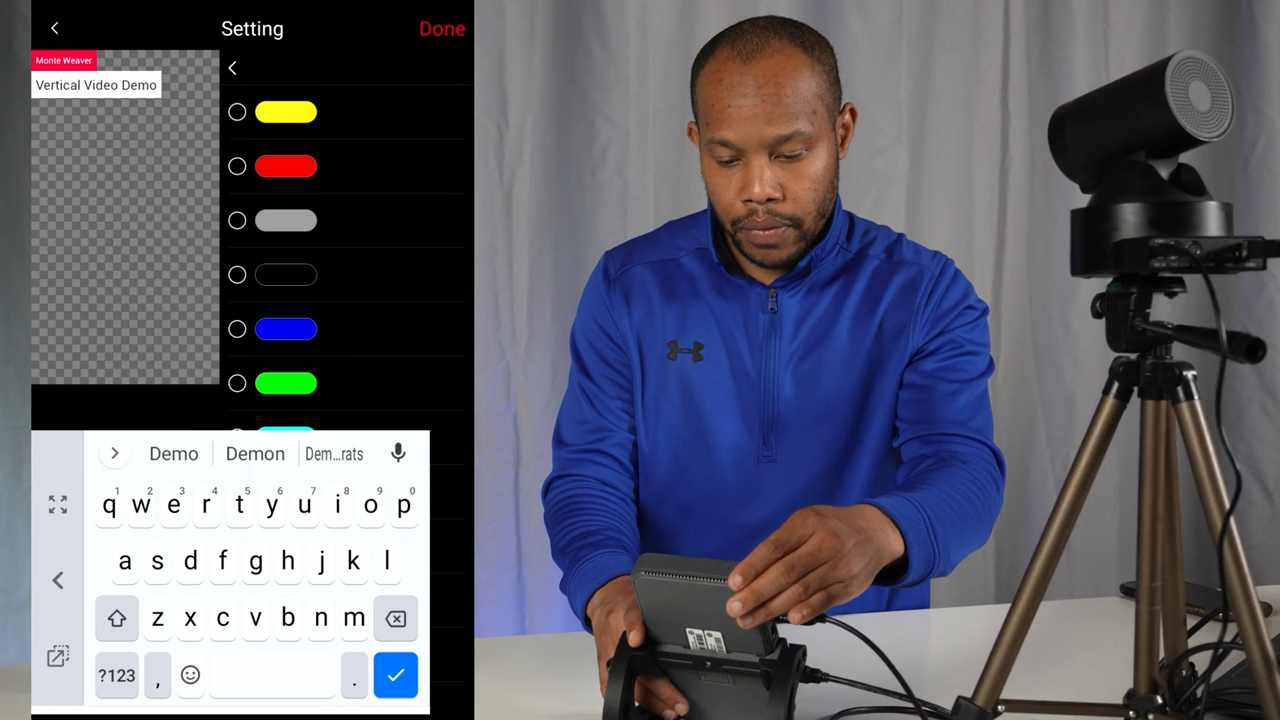 Setting
Done
Monte Weaver
Vertical Video Demo
Demo Demon Dem...rats
1 2 3 4 5 6 7 8 9 0
q w e r t y u i o p
a s d f g h j k l
z x c v b n m
?123 , .